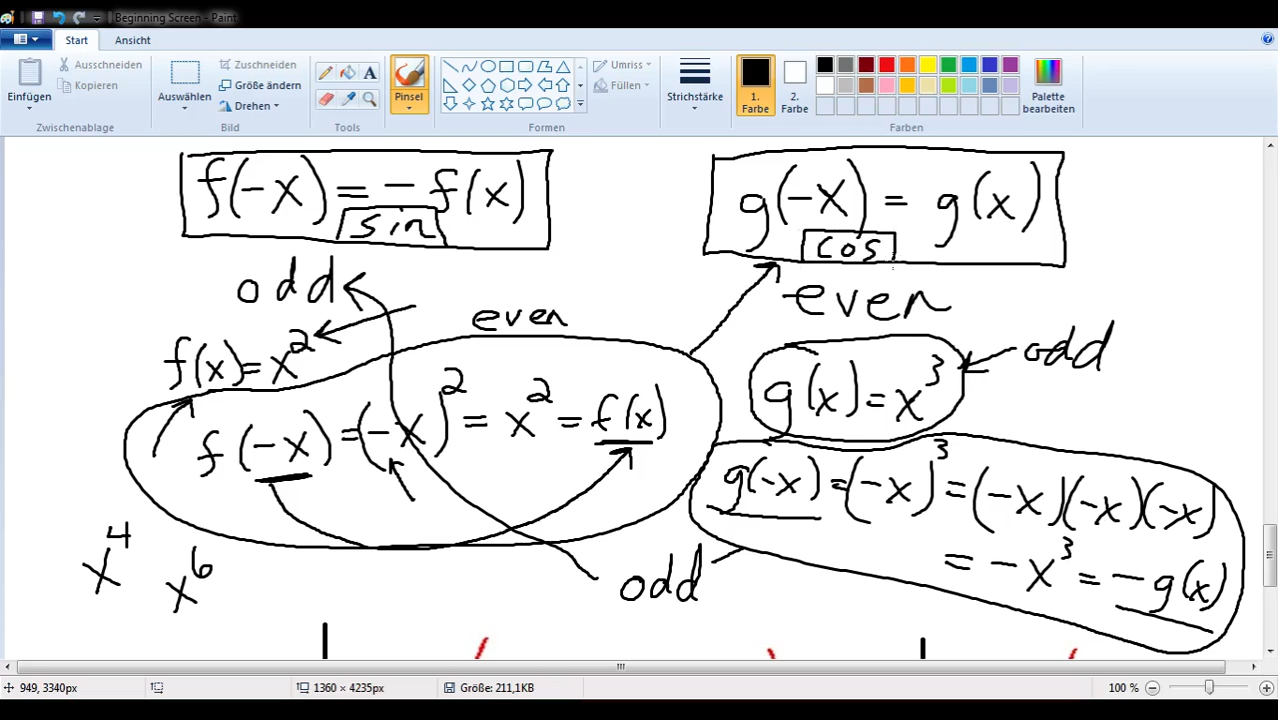 Beginning Screen - Paint
Start Ansicht
Einfügen
Ausschneiden
Kopieren
Zwischenablage
Auswählen
Zuschneiden
Größe ändern
Drehen
Bild
Pinsel
A
Tools
Umriss
Füllen
Formen
Strichstärke
1. Farbe
2. Farbe
Palette bearbeiten
Farben
f(-x) = -f(x)
sin
g(-x) = g(x)
cos
odd
even
even
f(x) = x²
g(x) = x³
odd
f(-x) = (-x)² = x² = f(x)
g(-x) = (-x)³ = (-x)(-x)(-x)
= -x³ = -g(x)
x⁴ x⁶
odd
949, 3340px
1360 × 4235px
Größe: 211,1KB
100 %